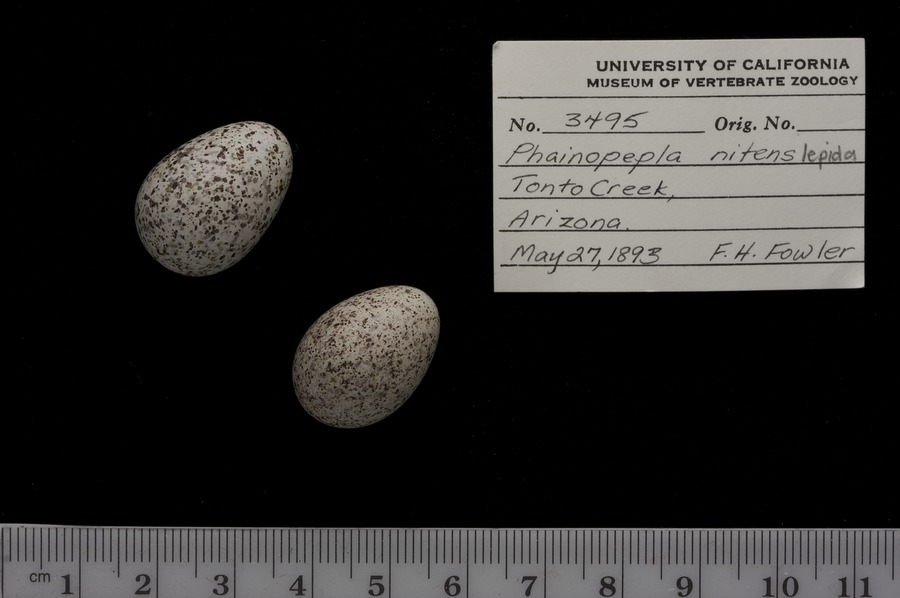 UNIVERSITY OF CALIFORNIA
MUSEUM OF VERTEBRATE ZOOLOGY
No. 3495 Orig. No.
Phainopepla nitens lepida
Tonto Creek,
Arizona.
May 27, 1893 F. H. Fowler
cm 1 2 3 4 5 6 7 8 9 10 11